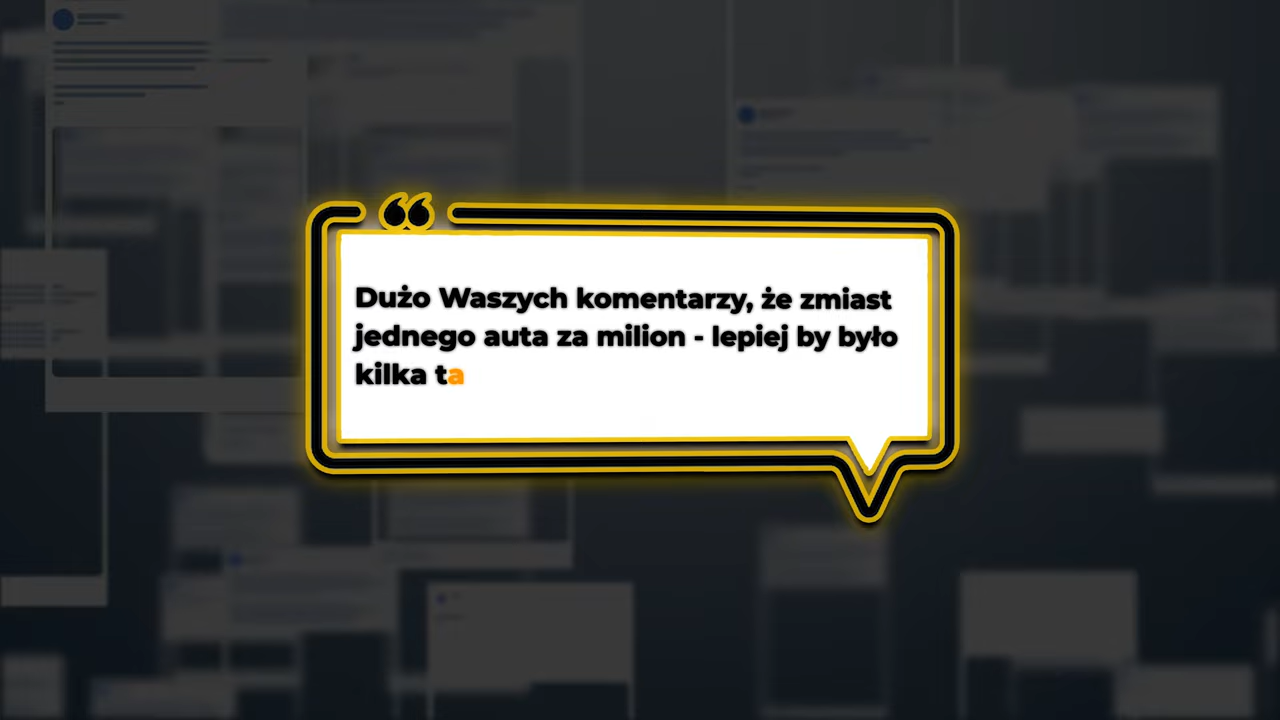 Dużo Waszych komentarzy, że zmiast
jednego auta za milion - lepiej by było
kilka ta